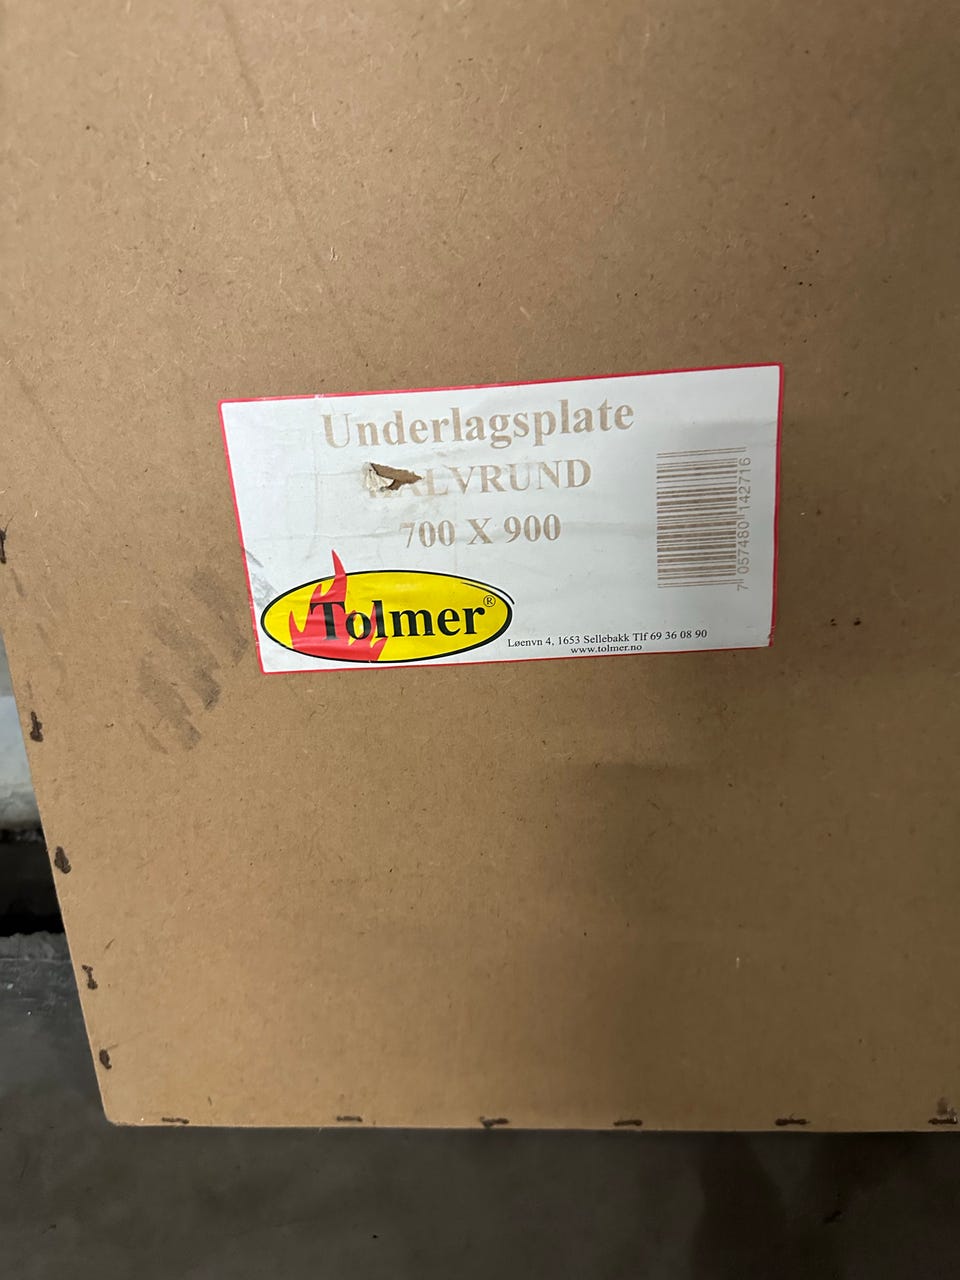 Underlagsplate
HALVRUND
700 X 900
7 057480 142716
Tolmer®
Løenvn 4, 1653 Sellebakk Tlf 69 36 08 90
www.tolmer.no